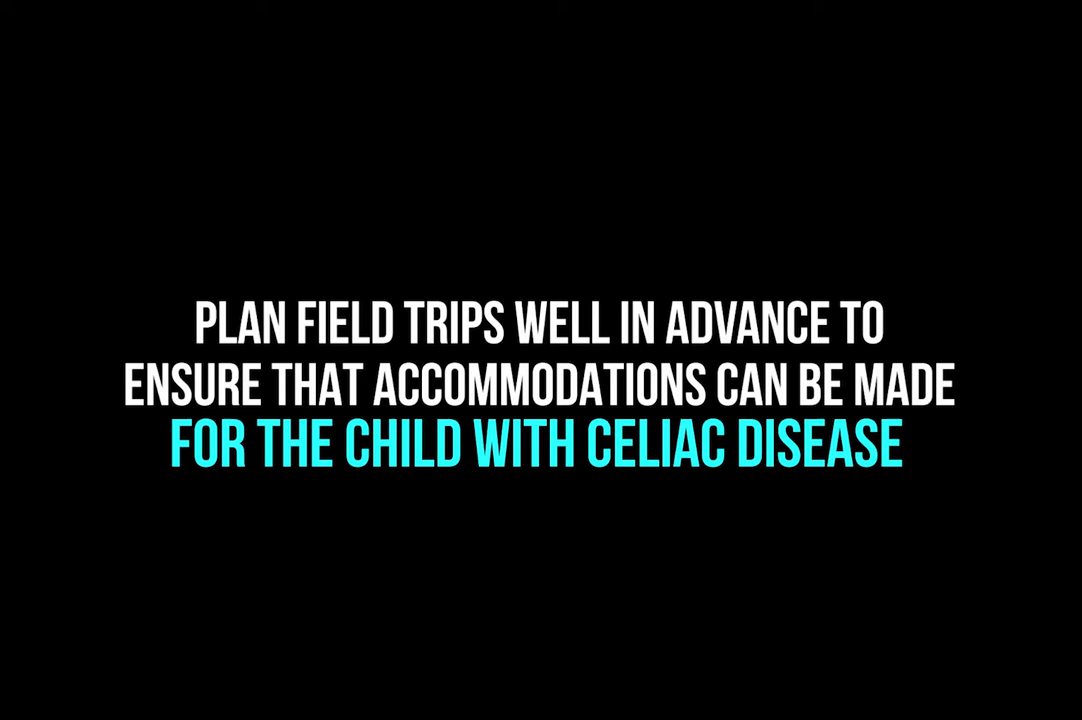 PLAN FIELD TRIPS WELL IN ADVANCE TO
ENSURE THAT ACCOMMODATIONS CAN BE MADE
FOR THE CHILD WITH CELIAC DISEASE